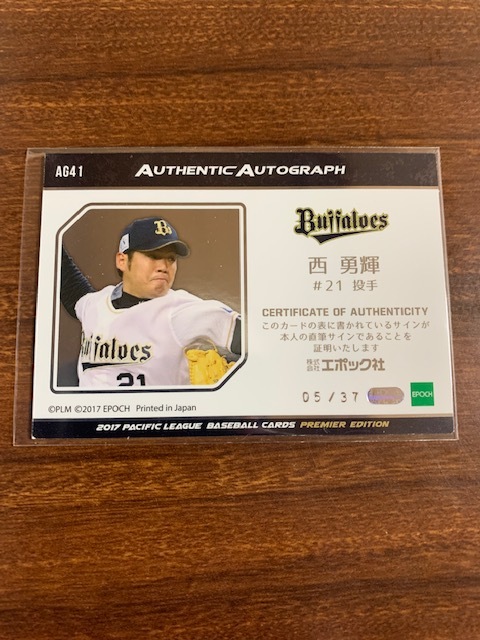 AG41
AUTHENTIC AUTOGRAPH
B
Buffaloes
21
Buffaloes
西 勇輝
#21 投手
CERTIFICATE OF AUTHENTICITY
このカードの表に書かれているサインが
本人の直筆サインであることを
証明いたします
株式会社 エポック社
05/37
EPOCH
©PLM ©2017 EPOCH Printed in Japan
2017 PACIFIC LEAGUE BASEBALL CARDS PREMIER EDITION